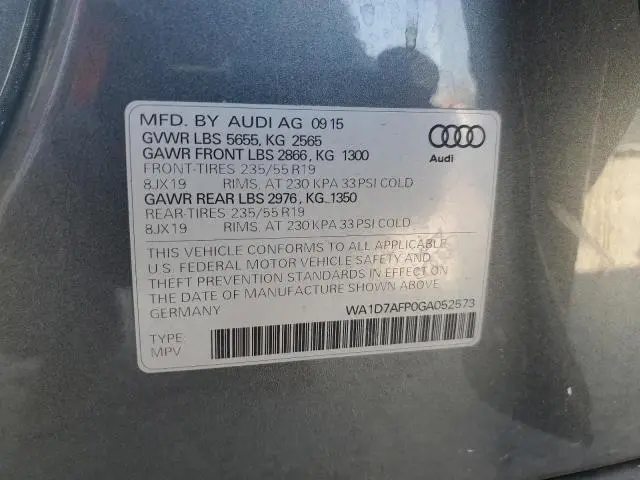 MFD. BY AUDI AG 09 15
GVWR LBS 5655, KG 2565
GAWR FRONT LBS 2866, KG 1300
FRONT-TIRES 235/55 R19
8JX19 RIMS, AT 230 KPA 33 PSI COLD
GAWR REAR LBS 2976, KG 1350
REAR-TIRES 235/55 R19
8JX19 RIMS, AT 230 KPA 33 PSI COLD
Audi
THIS VEHICLE CONFORMS TO ALL APPLICABLE
U.S. FEDERAL MOTOR VEHICLE SAFETY AND
THEFT PREVENTION STANDARDS IN EFFECT ON
THE DATE OF MANUFACTURE SHOWN ABOVE.
GERMANY WA1D7AFP0GA052573
TYPE:
MPV